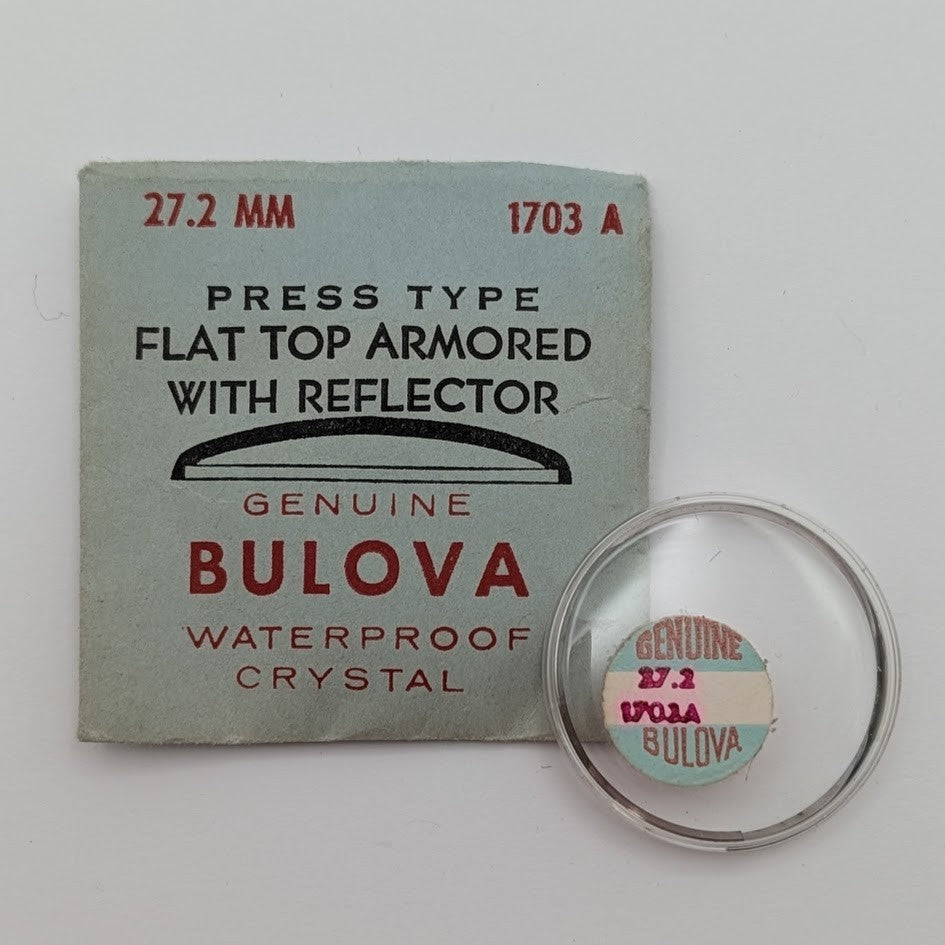 27.2 MM 1703 A
PRESS TYPE
FLAT TOP ARMORED
WITH REFLECTOR
GENUINE
BULOVA
WATERPROOF
CRYSTAL
GENUINE
27.2
1703A
BULOVA